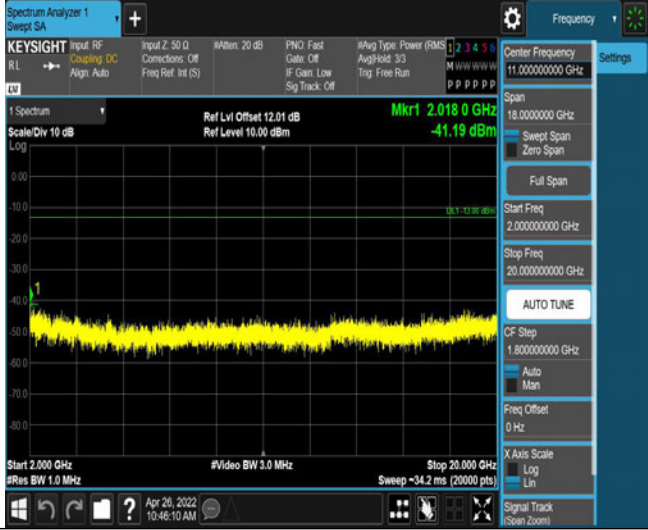 Spectrum Analyzer 1
Swept SA
+
Frequency
KEYSIGHT
RL
Input: RF
Coupling: DC
Align: Auto
Input Z: 50 Ω
Corrections: Off
Freq Ref: Int (S)
#Atten: 20 dB
PNO: Fast
Gate: Off
IF Gain: Low
Sig Track: Off
#Avg Type: Power (RMS
Avg|Hold: 3/3
Trig: Free Run
1 2 3 4 5 6
M W W W W W
P P P P P P
Center Frequency
11.000000000 GHz
Settings
1 Spectrum
Scale/Div 10 dB
Log
Ref Lvl Offset 12.01 dB
Ref Level 10.00 dBm
Mkr1 2.018 0 GHz
-41.19 dBm
Span
18.0000000 GHz
Swept Span
Zero Span
Full Span
0.00
-10.0
DL1 -13.00 dBm
-20.0
-30.0
1
-40.0
-50.0
-60.0
-70.0
-80.0
Start Freq
2.000000000 GHz
Stop Freq
20.000000000 GHz
AUTO TUNE
CF Step
1.800000000 GHz
Auto
Man
Freq Offset
0 Hz
X Axis Scale
Log
Lin
Signal Track
(Span Zoom)
Start 2.000 GHz
#Res BW 1.0 MHz
#Video BW 3.0 MHz
Stop 20.000 GHz
Sweep ~34.2 ms (20000 pts)
?
Apr 26, 2022
10:46:10 AM